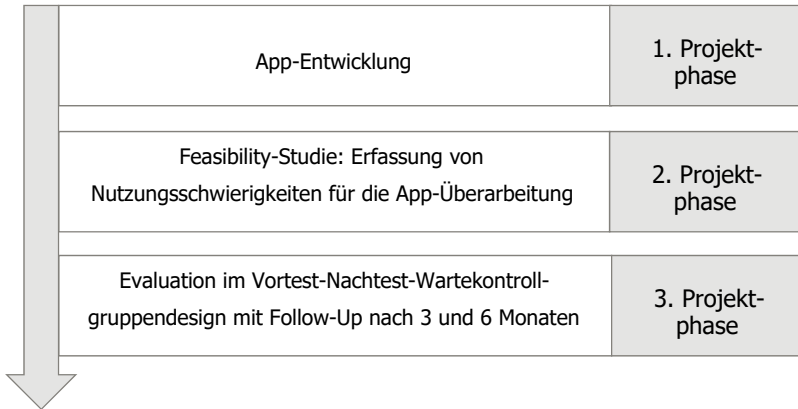 App-Entwicklung
1. Projekt-
phase
Feasibility-Studie: Erfassung von
Nutzungsschwierigkeiten für die App-Überarbeitung
2. Projekt-
phase
Evaluation im Vortest-Nachtest-Wartekontroll-
gruppendesign mit Follow-Up nach 3 und 6 Monaten
3. Projekt-
phase